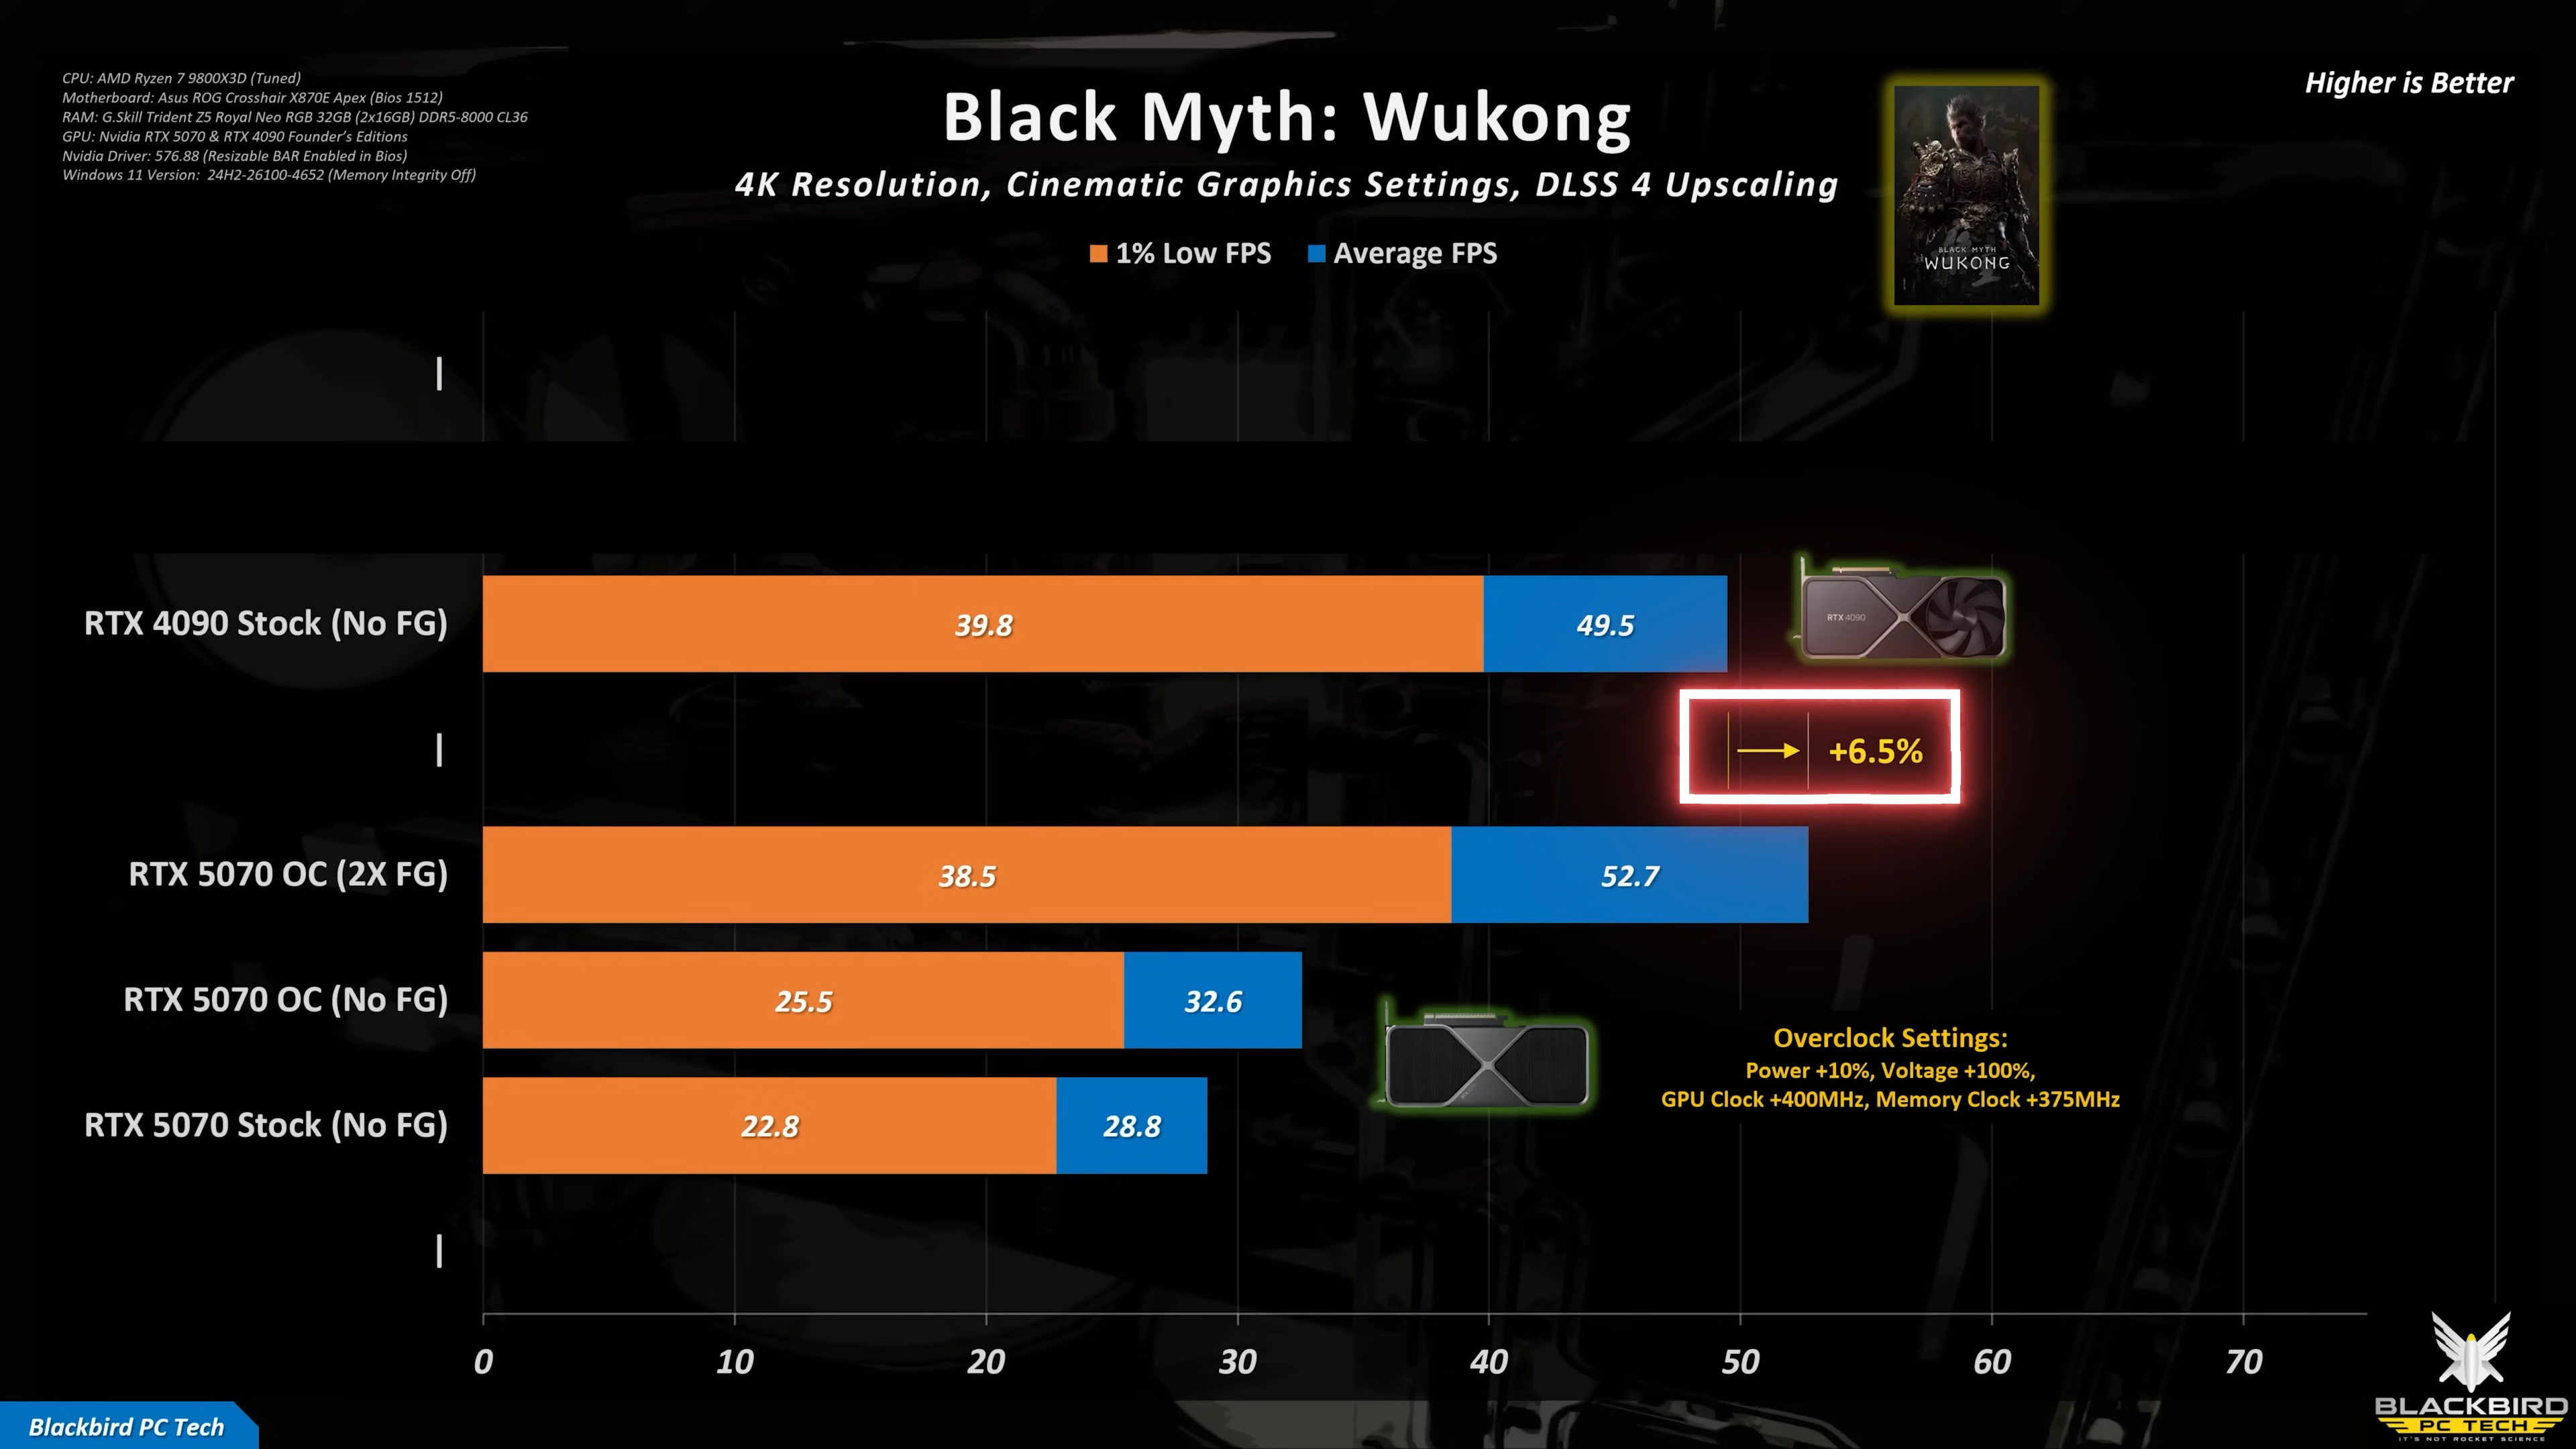 CPU: AMD Ryzen 7 9800X3D (Tuned)
Motherboard: Asus ROG Crosshair X870E Apex (Bios 1512)
RAM: G.Skill Trident Z5 Royal Neo RGB 32GB (2x16GB) DDR5-8000 CL36
GPU: Nvidia RTX 5070 & RTX 4090 Founder's Editions
Nvidia Driver: 576.88 (Resizable BAR Enabled in Bios)
Windows 11 Version: 24H2-26100-4652 (Memory Integrity Off)
Black Myth: Wukong
4K Resolution, Cinematic Graphics Settings, DLSS 4 Upscaling
1% Low FPS Average FPS
BLACK MYTH
WUKONG
Higher is Better
RTX 4090 Stock (No FG) 39.8 49.5
RTX 4090
+6.5%
RTX 5070 OC (2X FG) 38.5 52.7
RTX 5070 OC (No FG) 25.5 32.6
RTX 5070 Stock (No FG) 22.8 28.8
Overclock Settings:
Power +10%, Voltage +100%,
GPU Clock +400MHz, Memory Clock +375MHz
0 10 20 30 40 50 60 70
Blackbird PC Tech
BLACKBIRD
PC TECH
IT'S NOT ROCKET SCIENCE